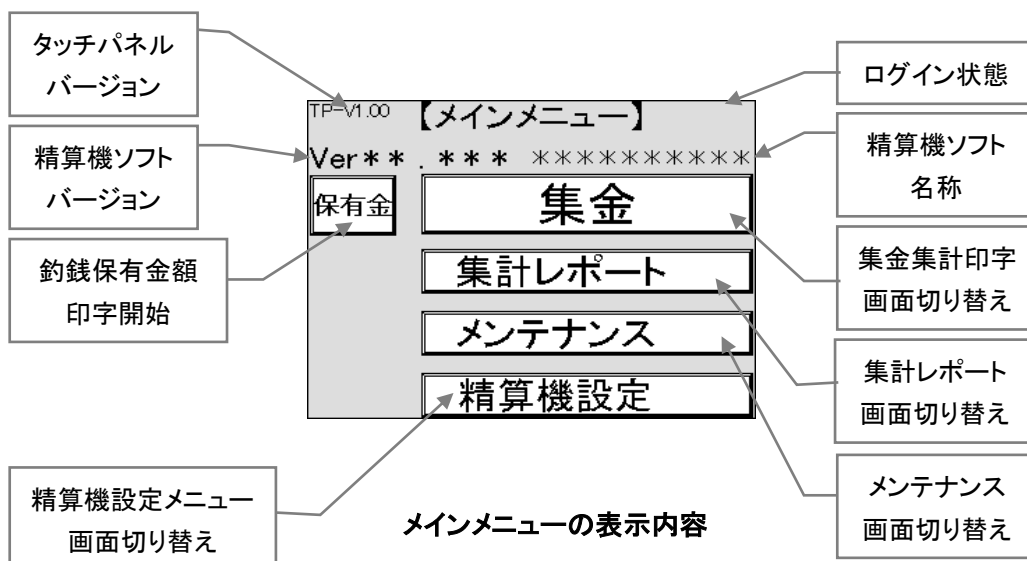 タッチパネル
バージョン
精算機ソフト
バージョン
釣銭保有金額
印字開始
精算機設定メニュー
画面切り替え
TP-V1.00 【メインメニュー】
Ver**.*** **********
保有金 集金
集計レポート
メンテナンス
精算機設定
ログイン状態
精算機ソフト
名称
集金集計印字
画面切り替え
集計レポート
画面切り替え
メンテナンス
画面切り替え
メインメニューの表示内容